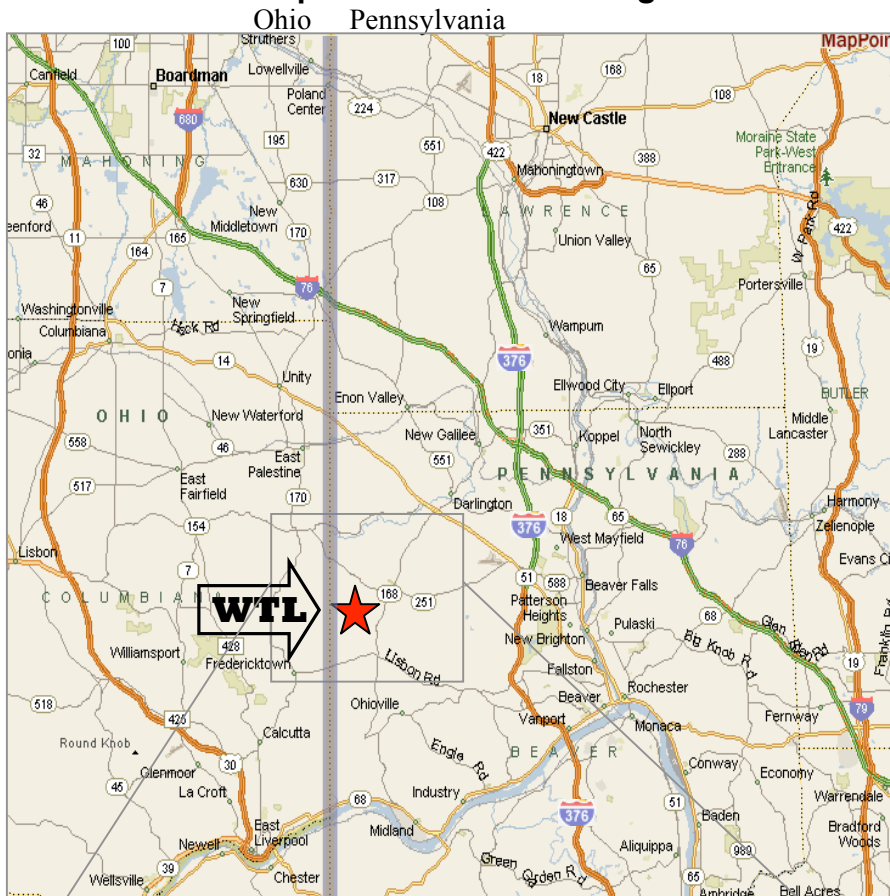 Ohio Pennsylvania
MapPoin
100
Struthers
Canfield
Boardman
Lowellville
Poland
Center
224
18
168
108
New Castle
680
Moraine State
Park-West
Entrance
32
195
551
422
388
MAHONING
Mahoningtown
630
317
46
108
LAWRENCE
W Park Rd
eenford
New
Middletown
170
422
11
165
Union Valley
164
65
7
76
Portersville
Washingtonville
New
Springfield
Wampum
Columbiana
Heck Rd
19
onia
14
376
488
Unity
Ellwood City
Ellport
Enon Valley
BUTLER
OHIO
New Waterford
Middle
Lancaster
558
46
New Galilee
351
Koppel
North
Sewickley
288
East
Palestine
551
PENNSYLVANIA
517
East
Fairfield
170
Darlington
Harmony
154
376
18
65
Zelienople
Lisbon
West Mayfield
76
Evans Ci
7
51
588
Beaver Falls
COLUMBIANA
WTL
168
251
Patterson
Heights
68
Glen Eden Rd
Pulaski
Big Knob Rd
Franklin Rd
428
New Brighton
Williamsport
Fredericktown
Lisbon Rd
Fallston
19
518
Ohioville
Beaver
Rochester
79
425
Vanport
Monaca
Fernway
Round Knob
Calcutta
Engle Rd
BEAVER
Glenmoor
30
Conway
Economy
45
La Croft
Industry
68
51
Warrendale
East
Liverpool
Midland
376
Baden
Bradford
Woods
Newell
989
39
Aliquippa
Wellsville
Chester
Green Garden Rd
65
Ambridge
Bell Acres